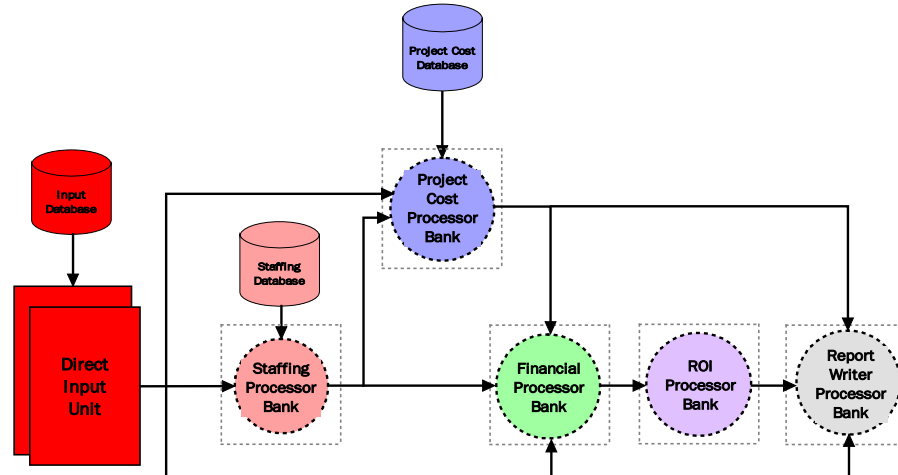 Project Cost
Database
Input
Database
Project
Cost
Processor
Bank
Staffing
Database
Direct
Input
Unit
Staffing
Processor
Bank
Financial
Processor
Bank
ROI
Processor
Bank
Report
Writer
Processor
Bank